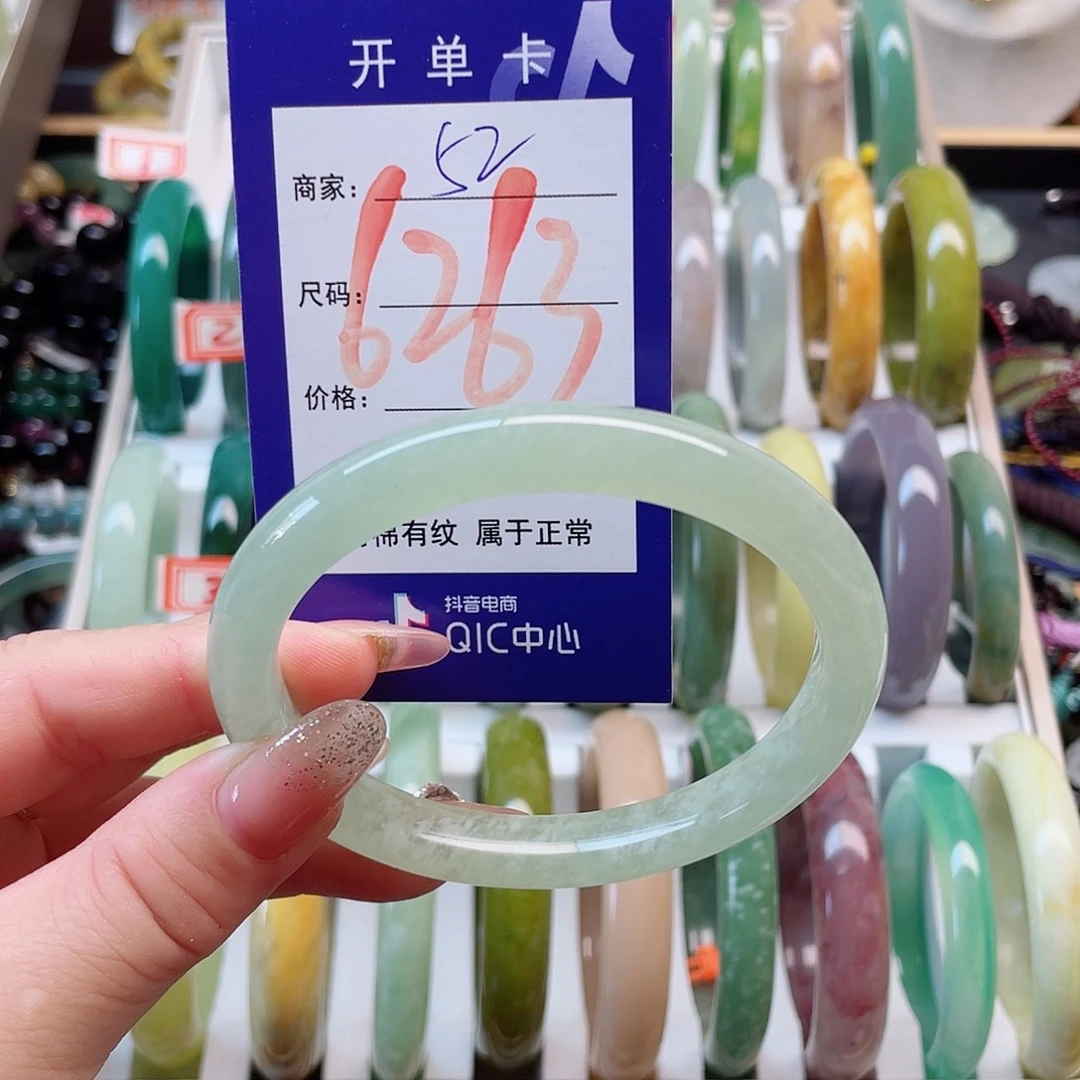 开单卡
商家：52
尺码：
6263
价格：
棉有纹 属于正常
抖音电商
QIC中心